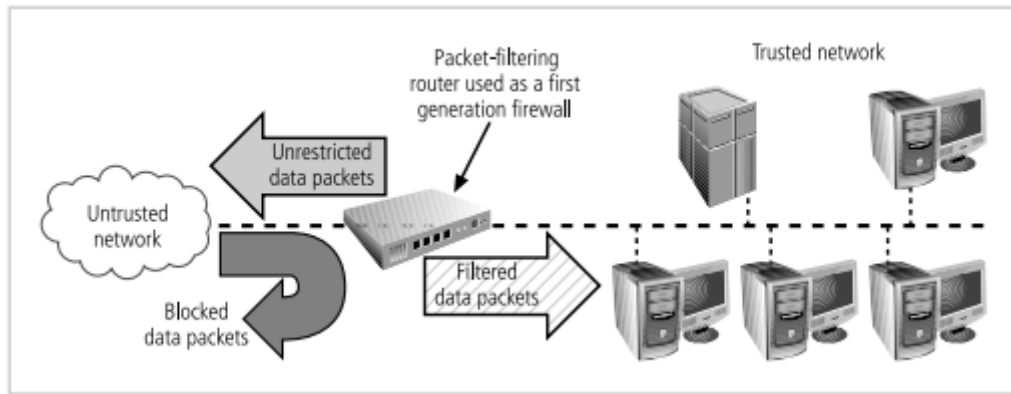 Packet-filtering
router used as a first
generation firewall
Trusted network
Unrestricted
data packets
Untrusted
network
Filtered
data packets
Blocked
data packets